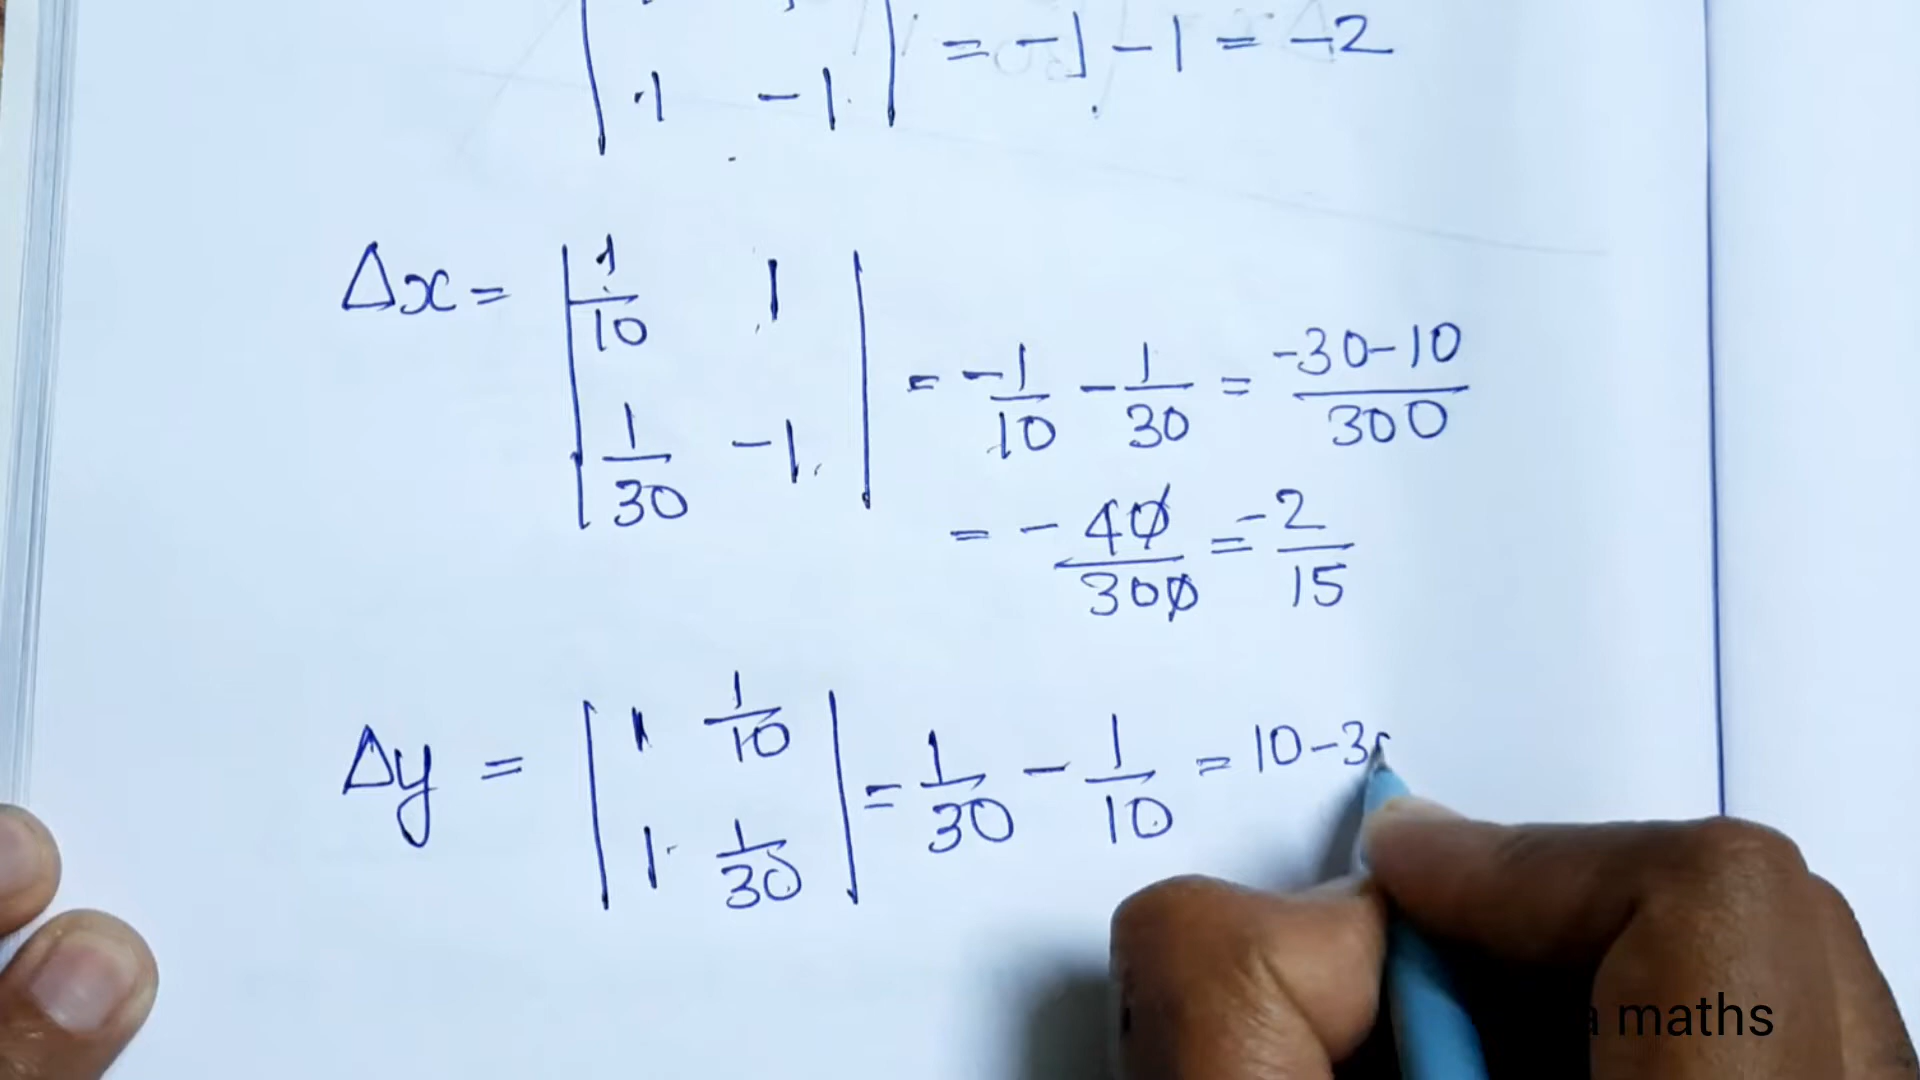 | 1 -1 | = -1 - 1 = -2
Δx = | 1/10 1 |
| 1/30 -1 | = -1/10 - 1/30 = -30-10/300
= -40/300 = -2/15
Δy = | 1 1/10 |
| 1 1/30 | = 1/30 - 1/10 = 10-3
maths